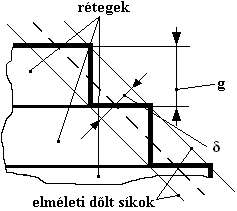 rétegek
g
δ
elméleti dőlt síkok